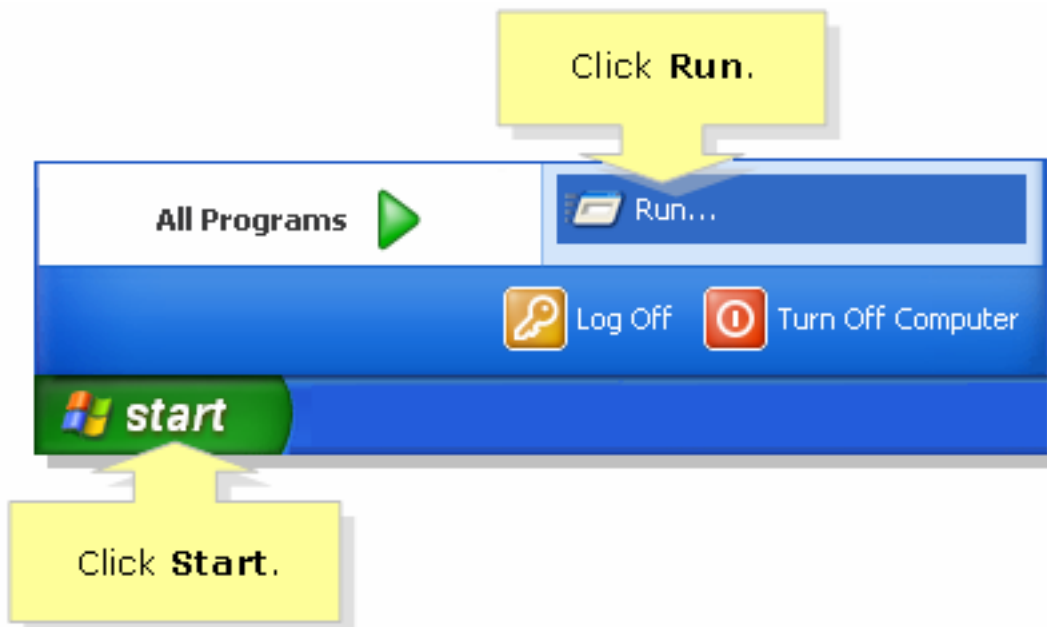 Click Run.
All Programs
Run...
Log Off
Turn Off Computer
start
Click Start.